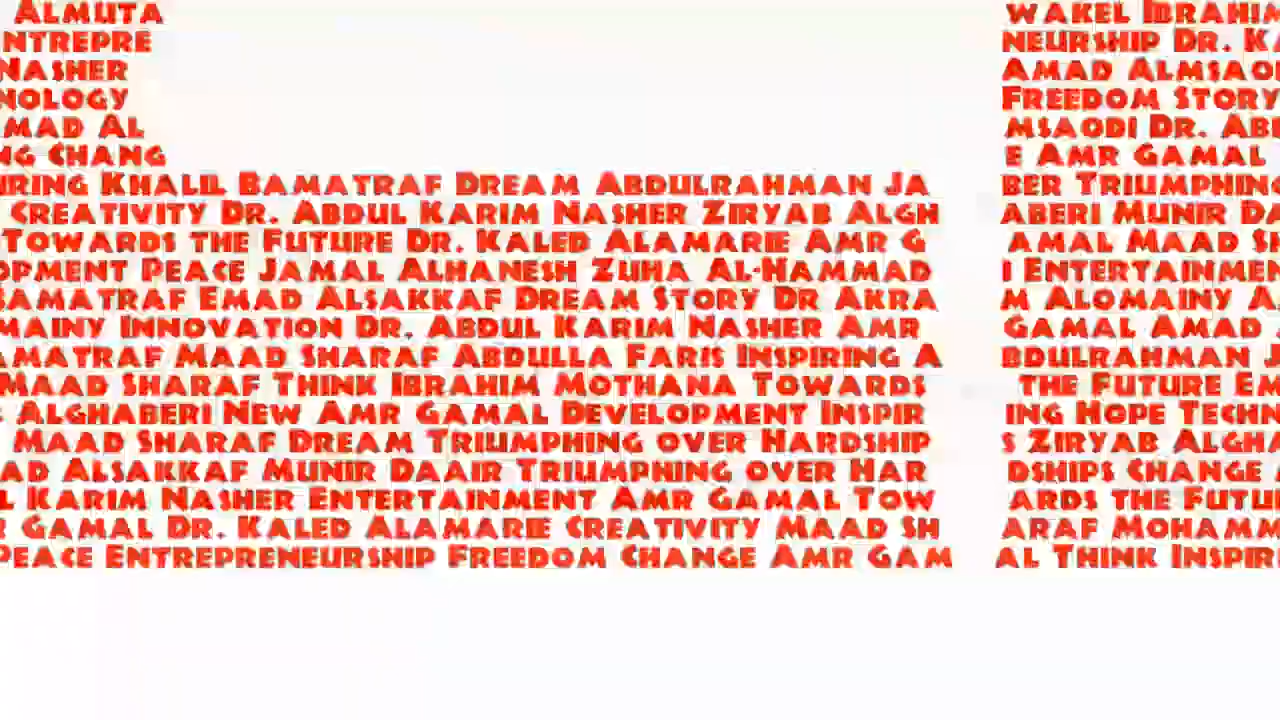 ALMUTA WAKEL IBRAHIM
NTREPRE NEURSHIP DR. KA
NASHER AMAD ALMSAOD
NOLOGY FREEDOM STORY
MAD AL MSAODI DR. ABD
NG CHANG E AMR GAMAL
IRING KHALIL BAMATRAF DREAM ABDULRAHMAN JA BER TRIUMPHING
CREATIVITY DR. ABDUL KARIM NASHER ZIRYAB ALGH ABERI MUNIR DA
TOWARDS THE FUTURE DR. KALED ALAMARIE AMR G AMAL MAAD SH
OPMENT PEACE JAMAL ALHANESH ZUHA AL-HAMMAD I ENTERTAINMEN
BAMATRAF EMAD ALSAKKAF DREAM STORY DR AKRA M ALOMAINY A
MAINY INNOVATION DR. ABDUL KARIM NASHER AMR GAMAL AMAD
AMATRAF MAAD SHARAF ABDULLA FARIS INSPIRING A BDULRAHMAN J
MAAD SHARAF THINK IBRAHIM MOTHANA TOWARDS THE FUTURE EM
ALGHABERI NEW AMR GAMAL DEVELOPMENT INSPIR ING HOPE TECHN
MAAD SHARAF DREAM TRIUMPHING OVER HARDSHIP S ZIRYAB ALGHA
AD ALSAKKAF MUNIR DAAIR TRIUMPHING OVER HAR DSHIPS CHANGE
L KARIM NASHER ENTERTAINMENT AMR GAMAL TOW ARDS THE FUTU
R GAMAL DR. KALED ALAMARIE CREATIVITY MAAD SH ARAF MOHAMM
PEACE ENTREPRENEURSHIP FREEDOM CHANGE AMR GAM AL THINK INSPIRI